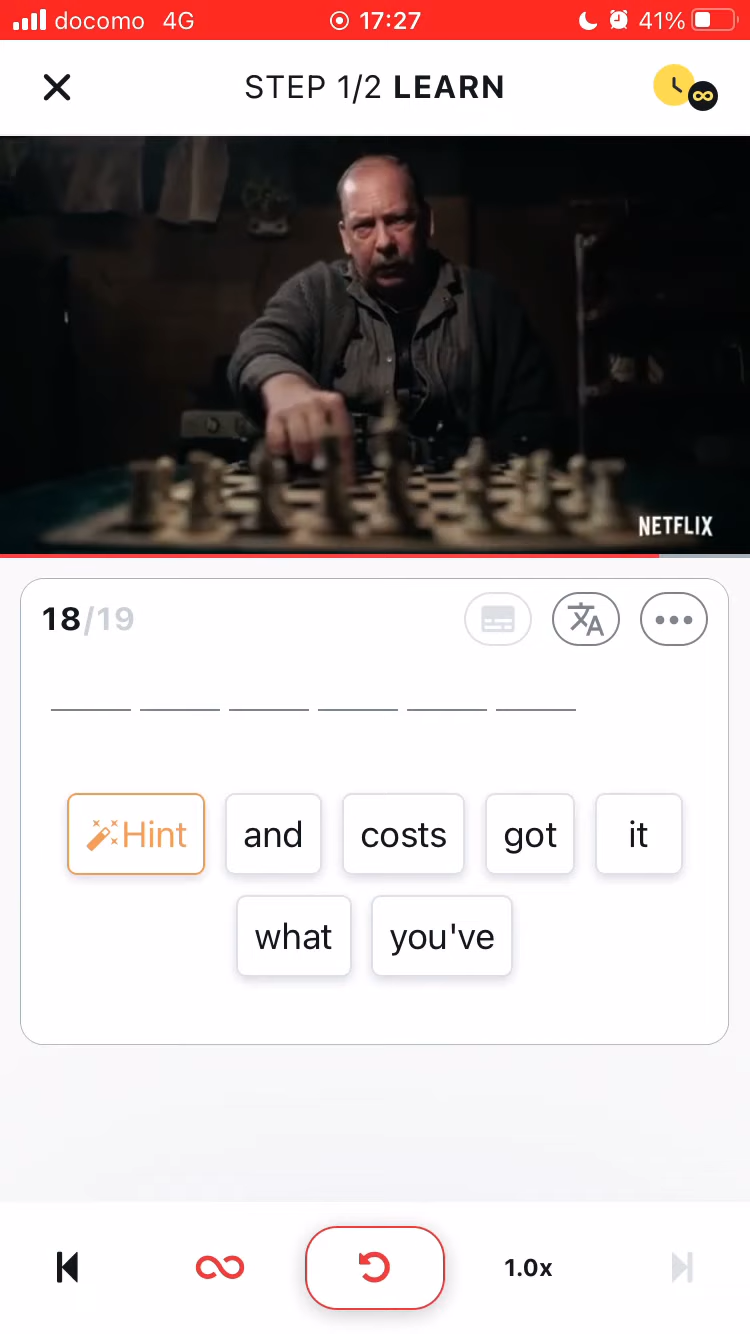 docomo 4G 17:27 41%
STEP 1/2 LEARN
NETFLIX
18/19
Hint and costs got it
what you've
1.0x